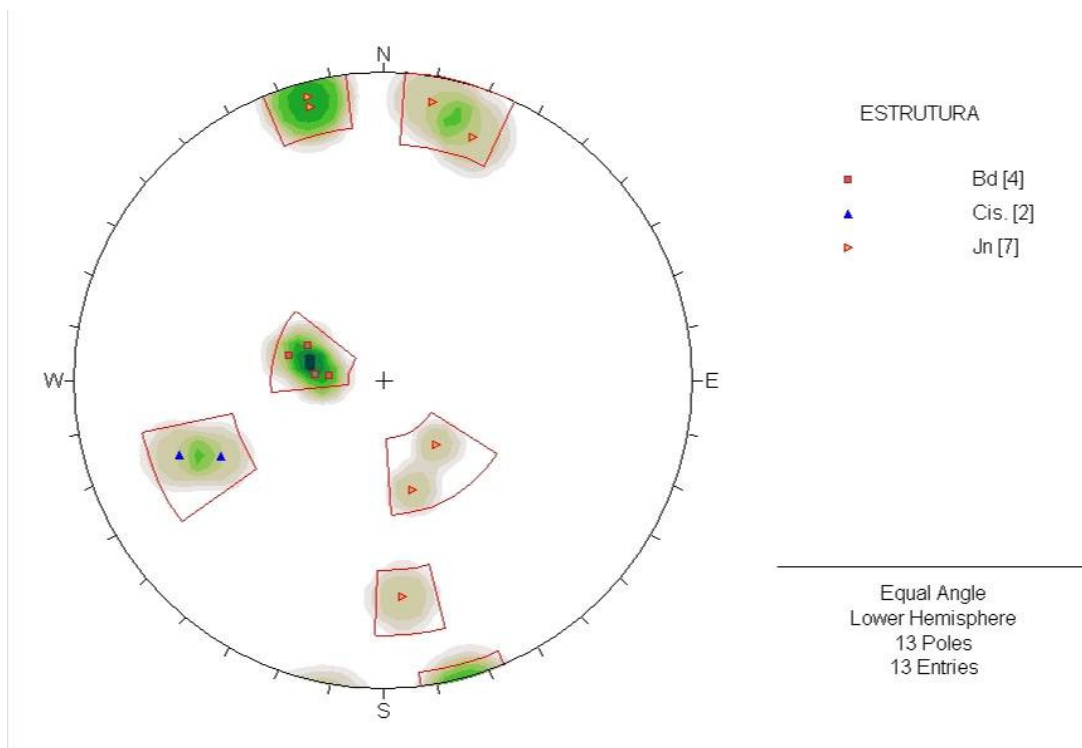 N
ESTRUTURA
Bd [4]
Cis. [2]
Jn [7]
W
E
S
Equal Angle
Lower Hemisphere
13 Poles
13 Entries